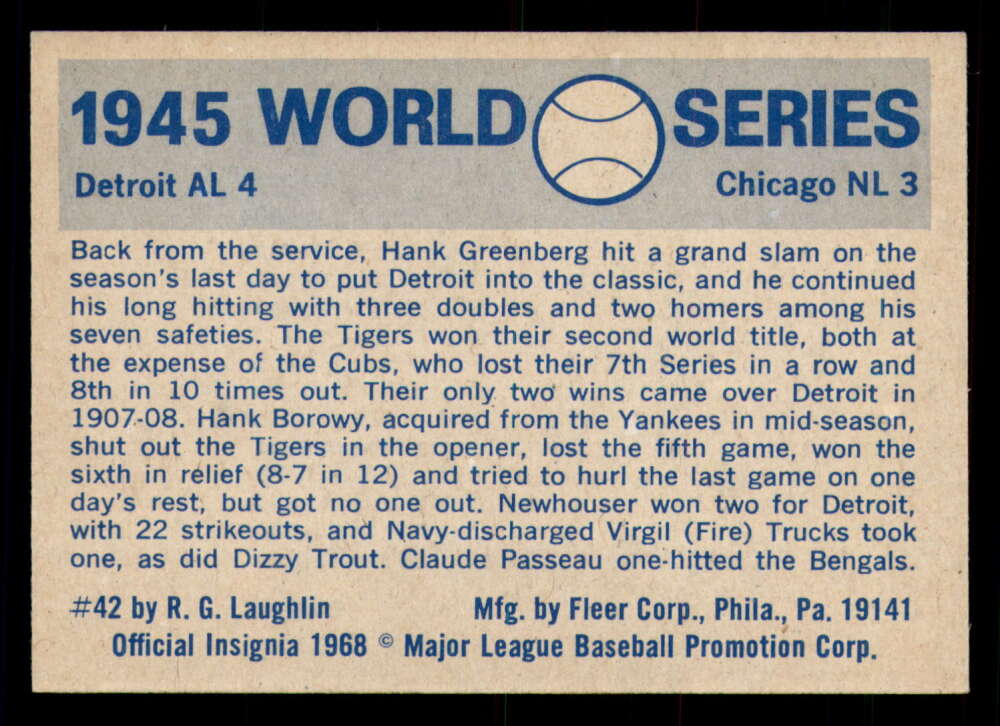 1945 WORLD SERIES
Detroit AL 4 Chicago NL 3
Back from the service, Hank Greenberg hit a grand slam on the
season's last day to put Detroit into the classic, and he continued
his long hitting with three doubles and two homers among his
seven safeties. The Tigers won their second world title, both at
the expense of the Cubs, who lost their 7th Series in a row and
8th in 10 times out. Their only two wins came over Detroit in
1907-08. Hank Borowy, acquired from the Yankees in mid-season,
shut out the Tigers in the opener, lost the fifth game, won the
sixth in relief (8-7 in 12) and tried to hurl the last game on one
day's rest, but got no one out. Newhouser won two for Detroit,
with 22 strikeouts, and Navy-discharged Virgil (Fire) Trucks took
one, as did Dizzy Trout. Claude Passeau one-hitted the Bengals.
#42 by R. G. Laughlin Mfg. by Fleer Corp., Phila., Pa. 19141
Official Insignia 1968 © Major League Baseball Promotion Corp.